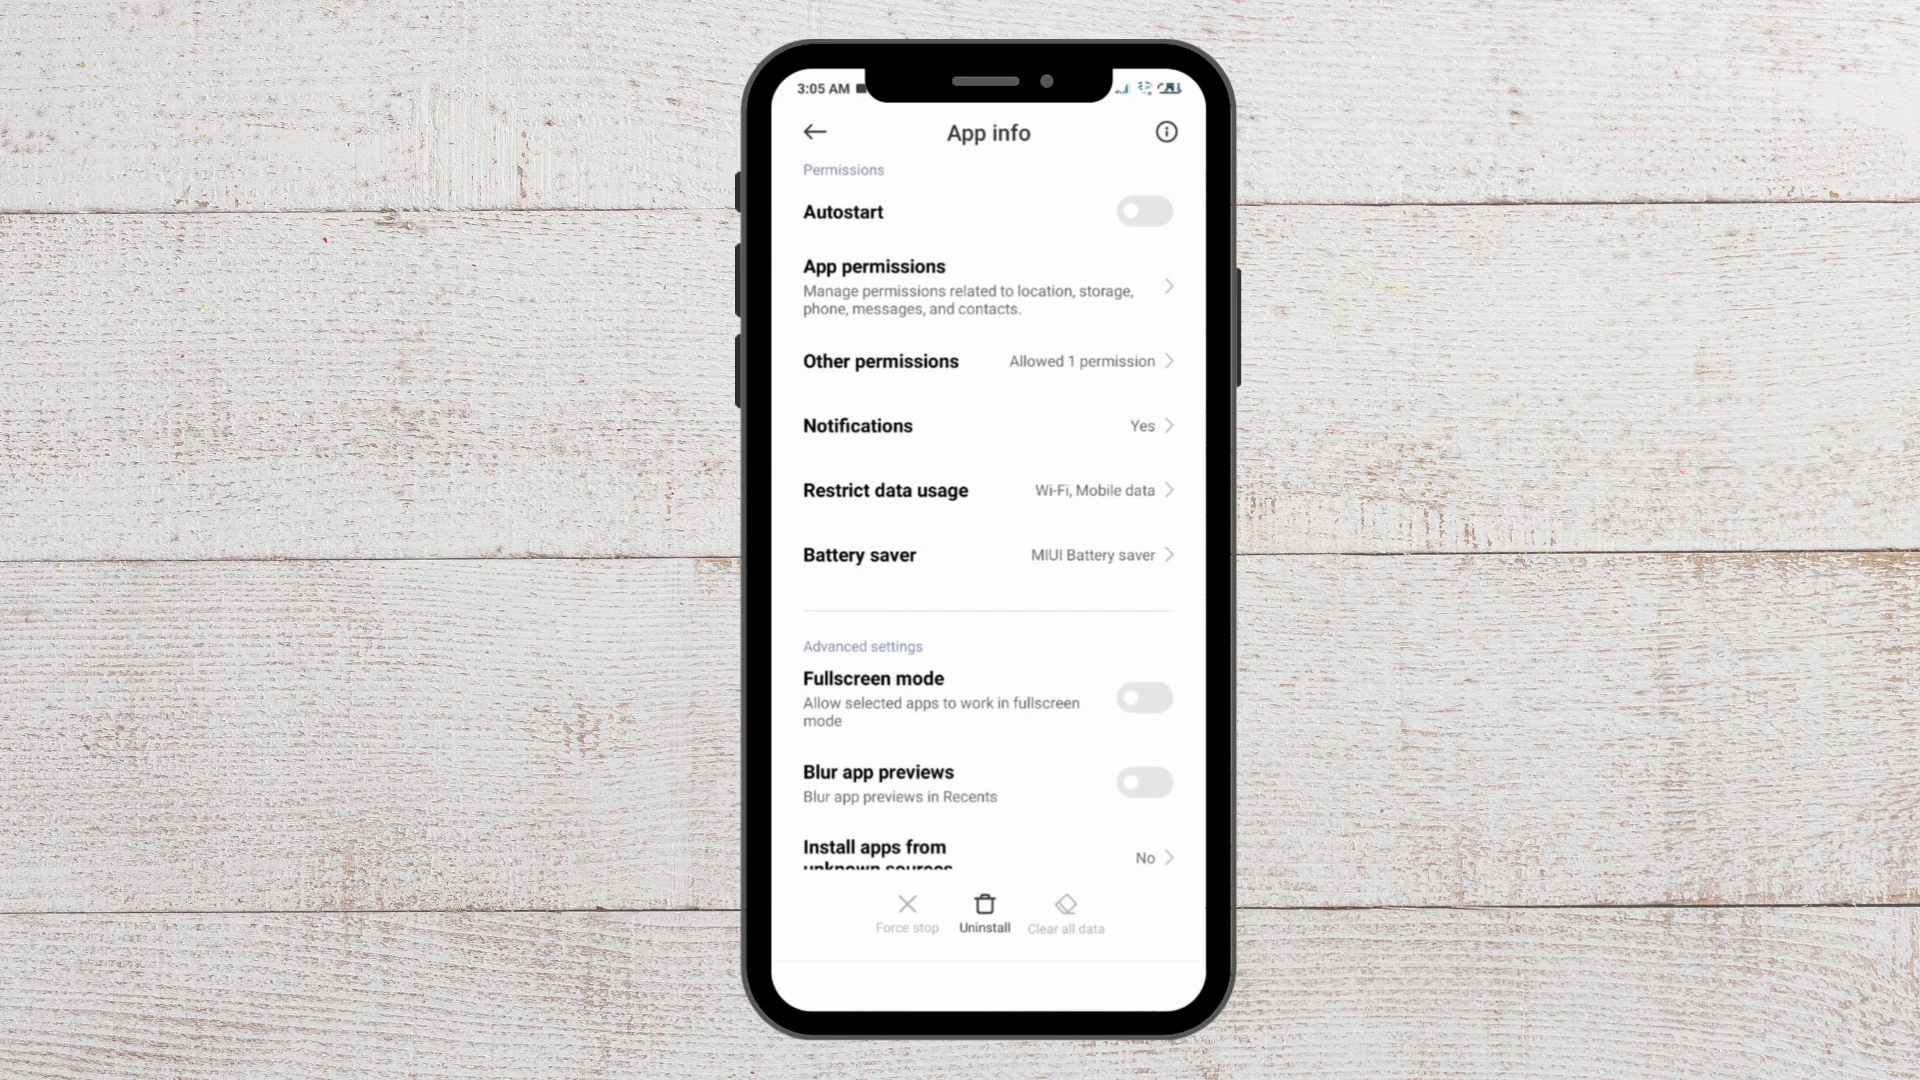 3:05 AM
App info
Permissions
Autostart
App permissions
Manage permissions related to location, storage,
phone, messages, and contacts.
Other permissions
Allowed 1 permission
Notifications
Yes
Restrict data usage
Wi-Fi, Mobile data
Battery saver
MIUI Battery saver
Advanced settings
Fullscreen mode
Allow selected apps to work in fullscreen
mode
Blur app previews
Blur app previews in Recents
Install apps from
unknown sources
No
Force stop
Uninstall
Clear all data